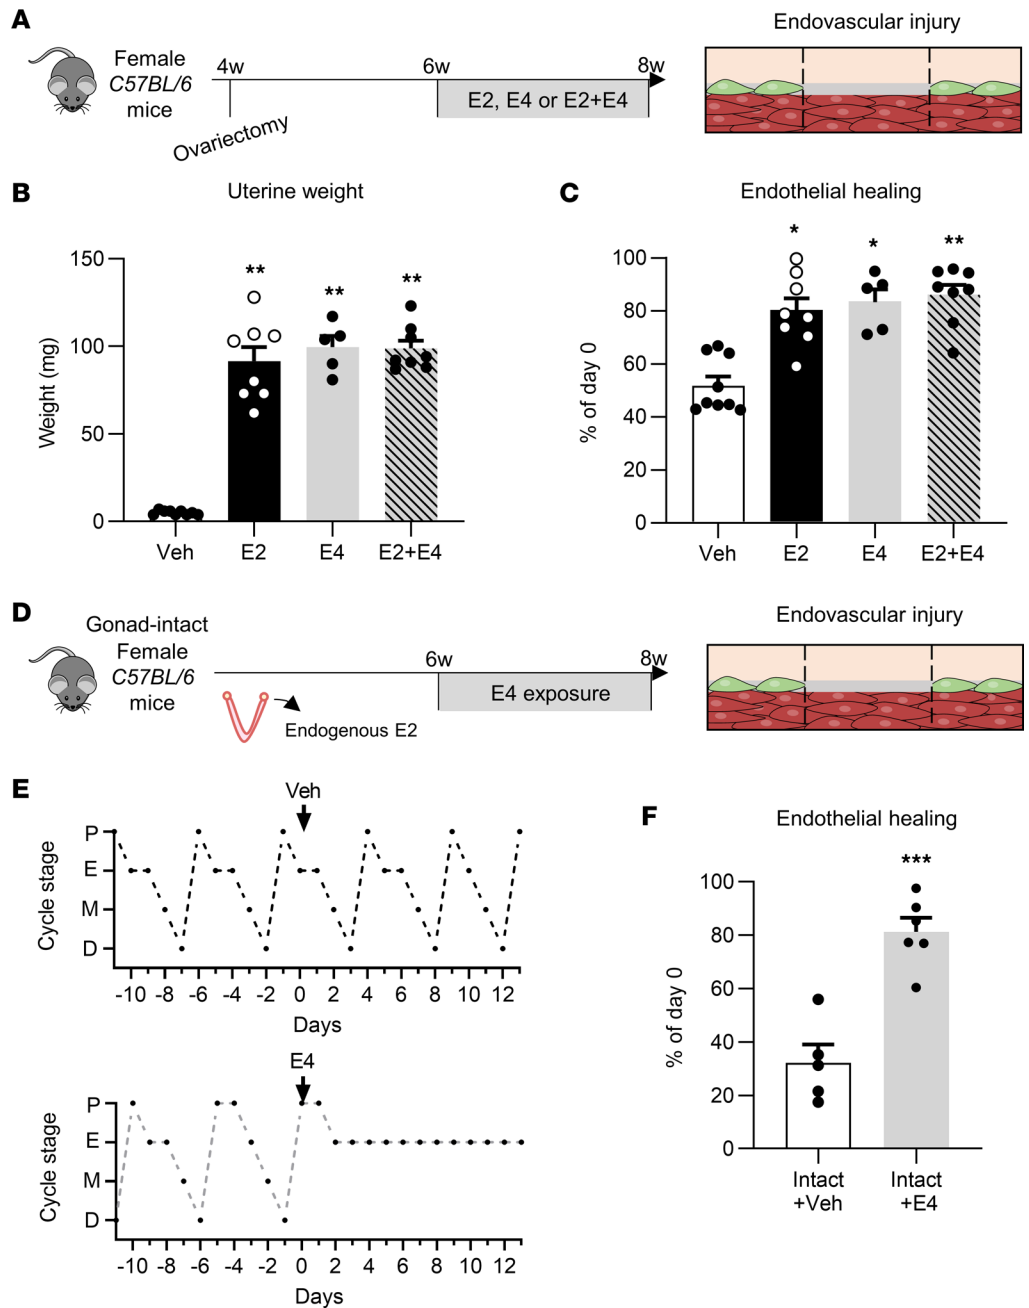 A
Female
C57BL/6
mice
4w
6w
8w
Ovariectomy
E2, E4 or E2+E4
Endovascular injury
B
Uterine weight
Weight (mg)
150
100
50
0
**
**
**
Veh
E2
E4
E2+E4
C
Endothelial healing
% of day 0
100
80
60
40
20
0
*
*
**
Veh
E2
E4
E2+E4
D
Gonad-intact
Female
C57BL/6
mice
6w
8w
E4 exposure
Endogenous E2
Endovascular injury
E
Veh
Cycle stage
P
E
M
D
-10 -8 -6 -4 -2 0 2 4 6 8 10 12
Days
E4
Cycle stage
P
E
M
D
-10 -8 -6 -4 -2 0 2 4 6 8 10 12
Days
F
Endothelial healing
% of day 0
100
80
60
40
20
0
***
Intact
+Veh
Intact
+E4